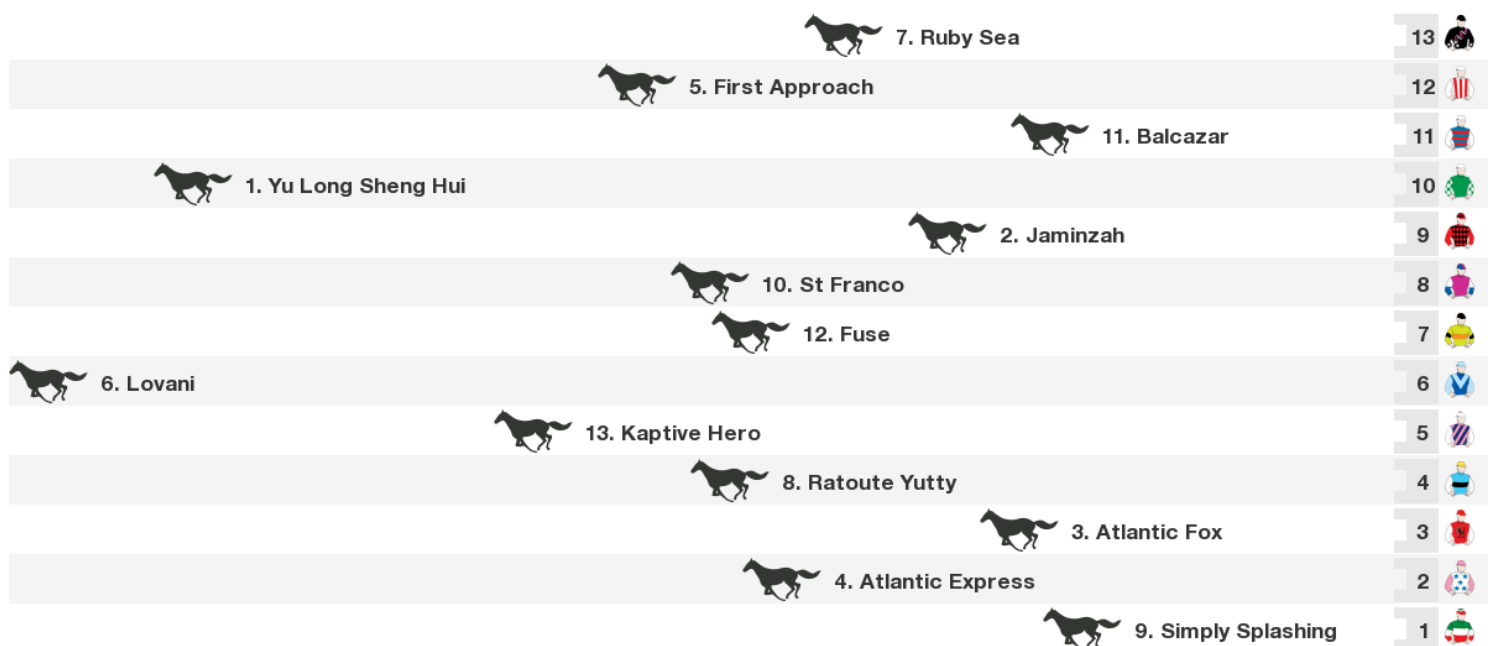 7. Ruby Sea 13
5. First Approach 12
11. Balcazar 11
1. Yu Long Sheng Hui 10
2. Jaminzah 9
10. St Franco 8
12. Fuse 7
6. Lovani 6
13. Kaptive Hero 5
8. Ratoute Yutty 4
3. Atlantic Fox 3
4. Atlantic Express 2
9. Simply Splashing 1